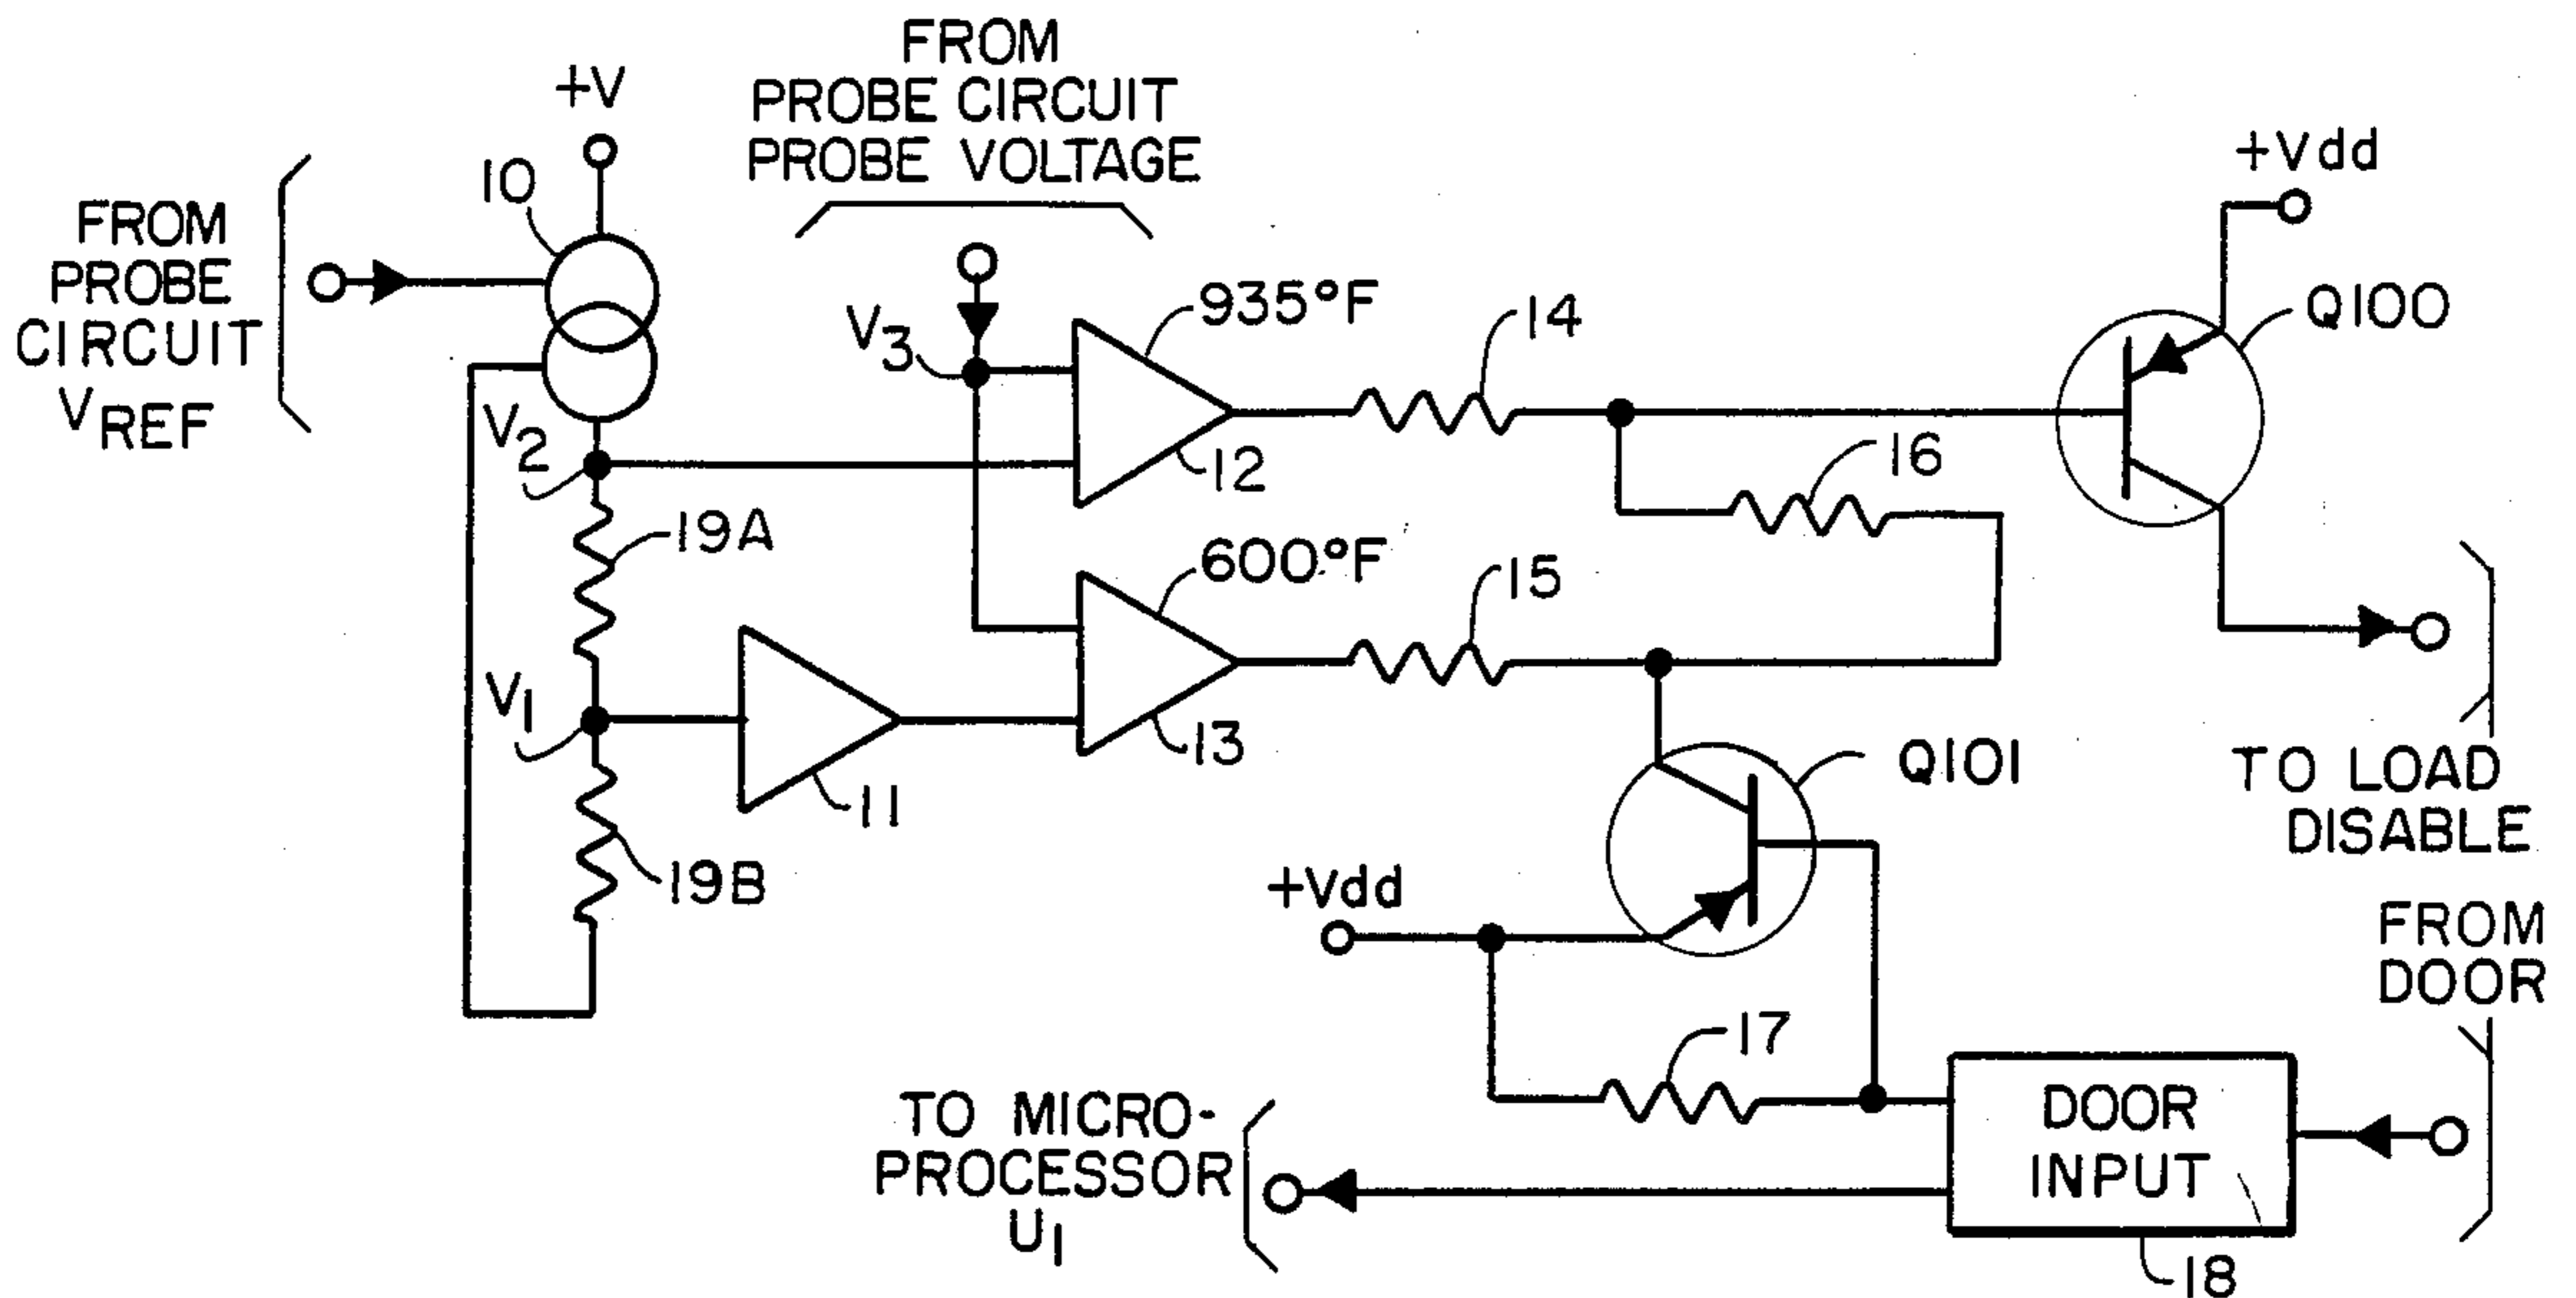 FROM
PROBE CIRCUIT
PROBE VOLTAGE
+V
10
FROM
PROBE
CIRCUIT
VREF
+Vdd
V3
935°F
14
Q100
V2
12
16
19A
600°F
15
V1
11
13
Q101
TO LOAD
DISABLE
19B
+Vdd
FROM
DOOR
17
TO MICRO-
PROCESSOR
U1
DOOR
INPUT
18